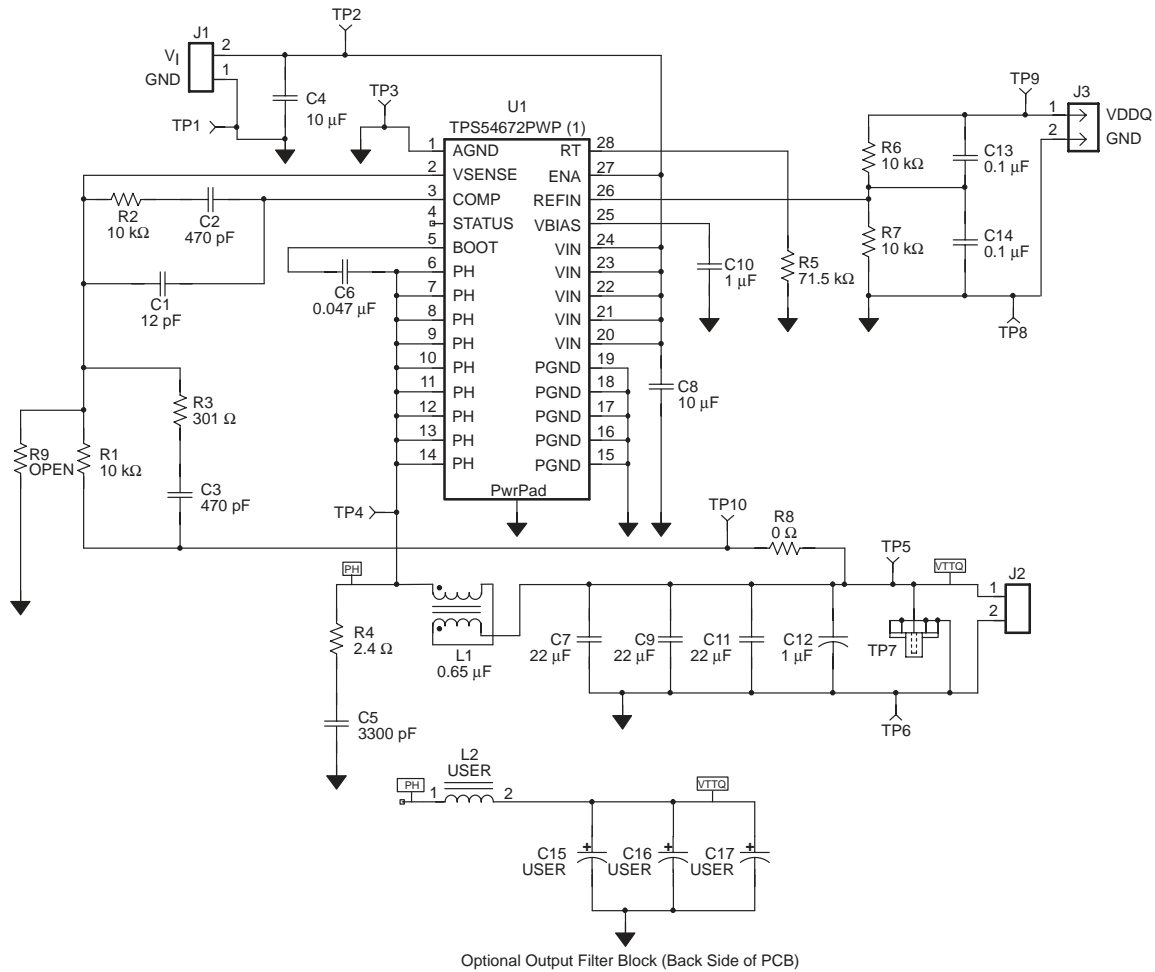 TP2
J1
2
VI
1
GND
C4
10 µF
TP1
TP3
U1
TPS54672PWP (1)
1 AGND
2 VSENSE
3 COMP
4 STATUS
5 BOOT
6 PH
7 PH
8 PH
9 PH
10 PH
11 PH
12 PH
13 PH
14 PH
RT 28
ENA 27
REFIN 26
VBIAS 25
VIN 24
VIN 23
VIN 22
VIN 21
VIN 20
PGND 19
PGND 18
PGND 17
PGND 16
PGND 15
PwrPad
TP9
J3
1 VDDQ
2 GND
R6
10 kΩ
C13
0.1 µF
R7
10 kΩ
C14
0.1 µF
TP8
R2
10 kΩ
C2
470 pF
C1
12 pF
C6
0.047 µF
C10
1 µF
R5
71.5 kΩ
C8
10 µF
R3
301 Ω
R9
OPEN
R1
10 kΩ
C3
470 pF
TP4
TP10
R8
0 Ω
TP5
VTTQ
J2
1
2
PH
R4
2.4 Ω
L1
0.65 µF
C7
22 µF
C9
22 µF
C11
22 µF
C12
1 µF
TP7
TP6
C5
3300 pF
L2
USER
PH
1
2
VTTQ
+
C15
USER
+
C16
USER
+
C17
USER
Optional Output Filter Block (Back Side of PCB)